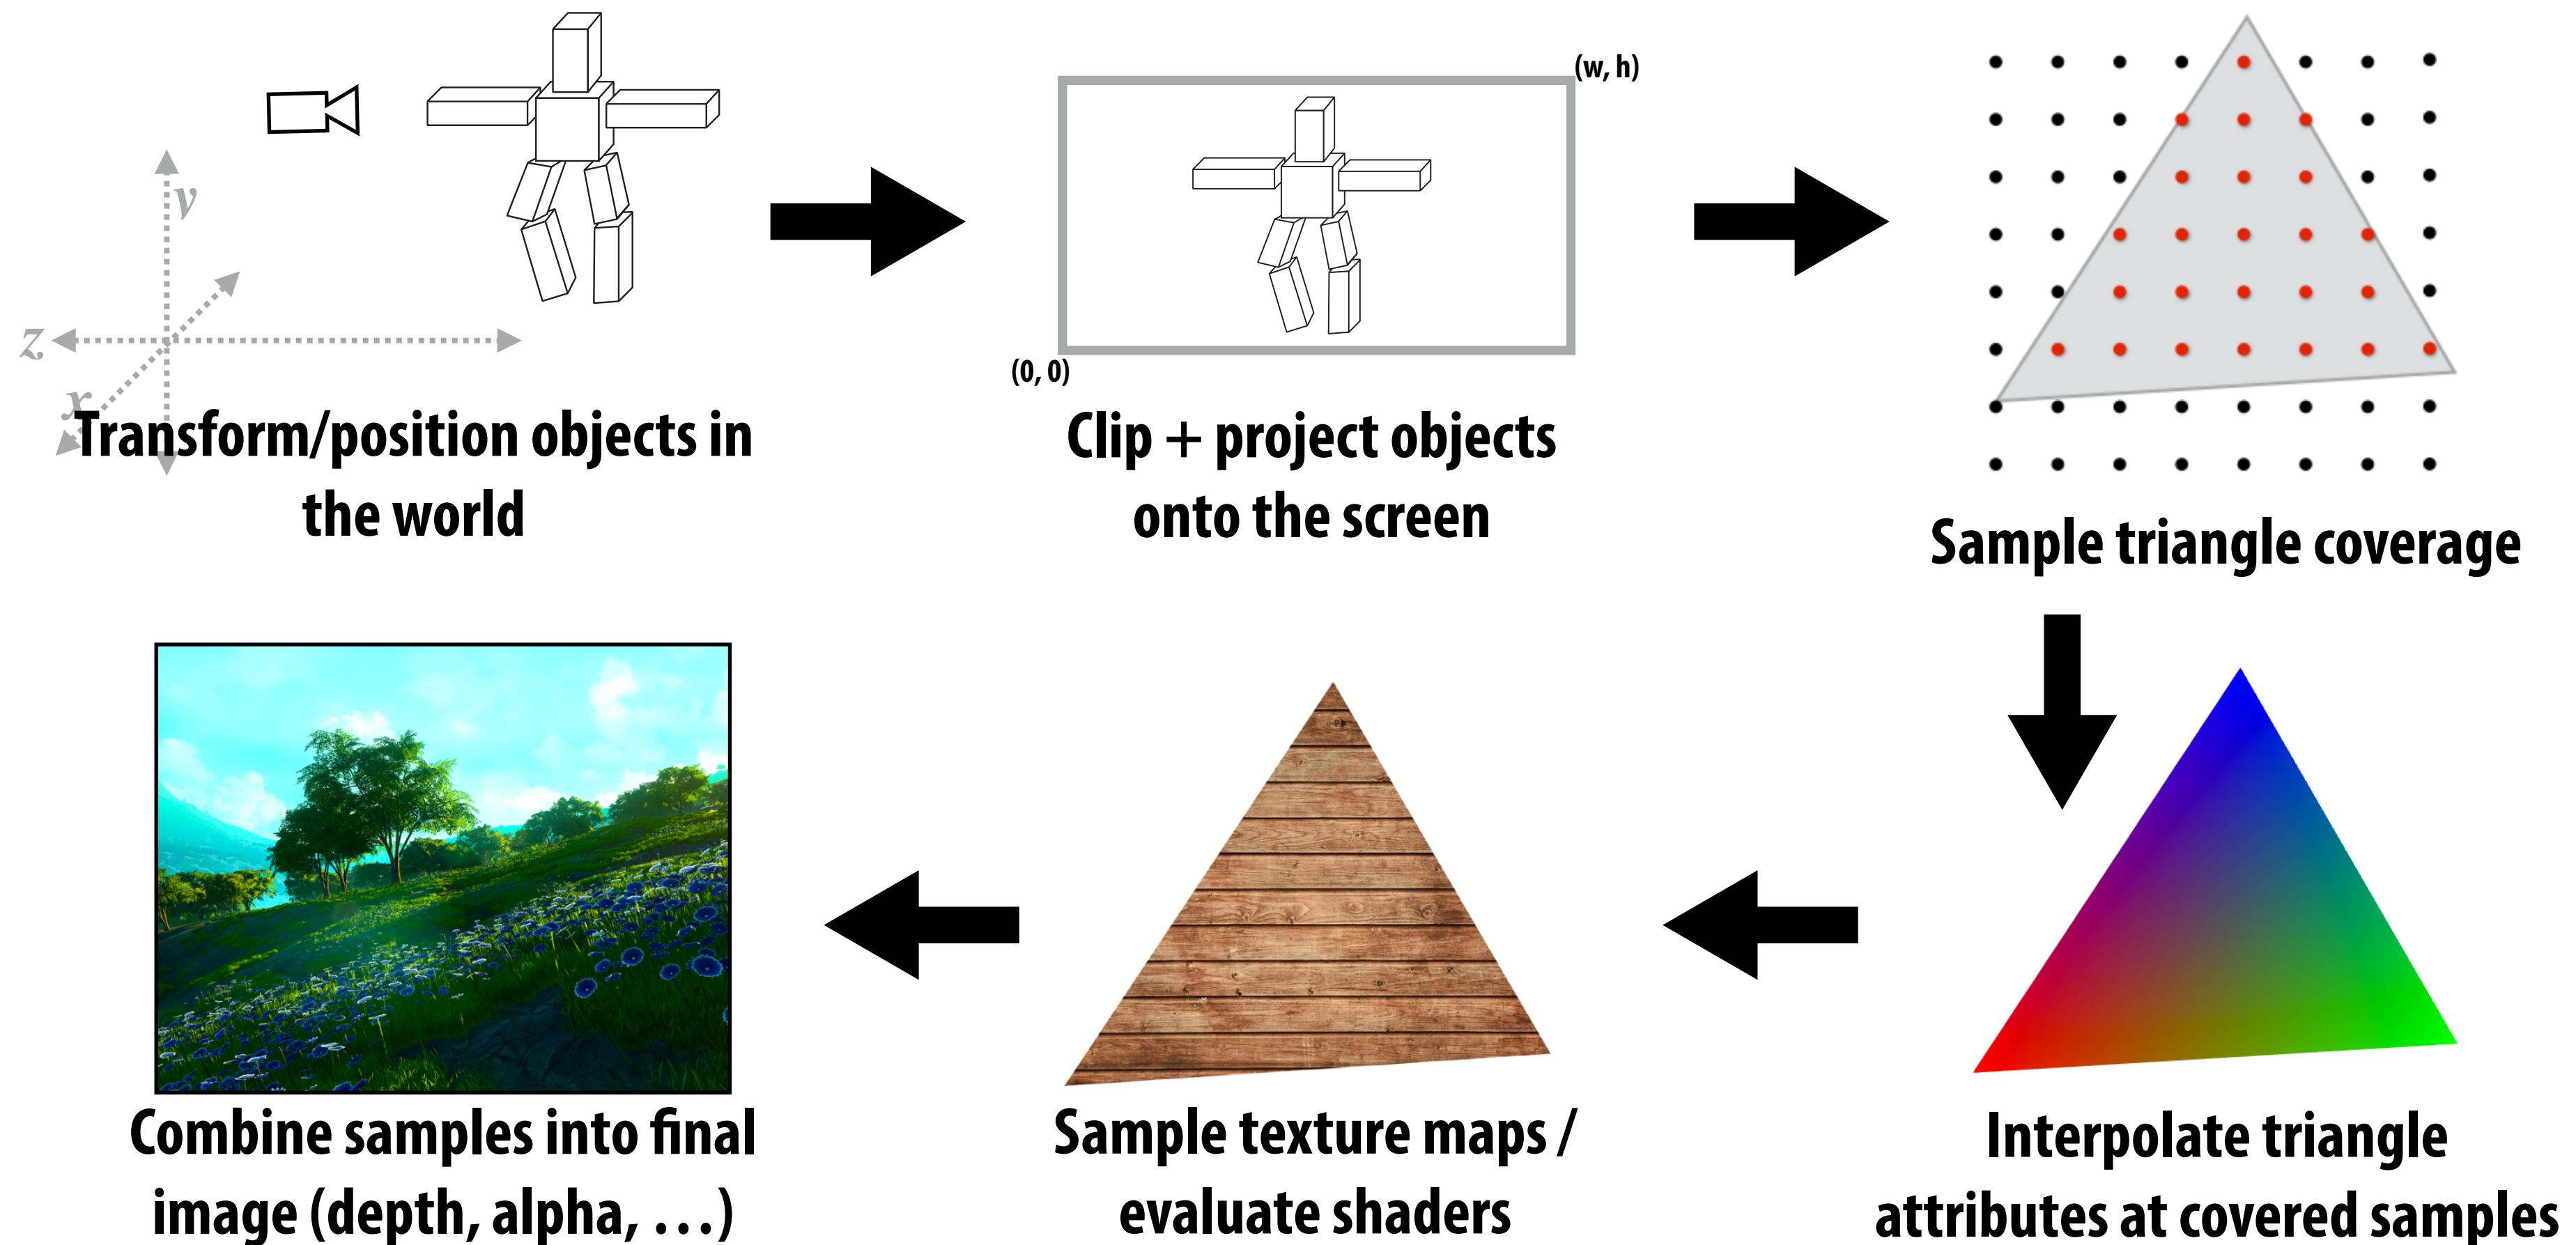 y
z
x
Transform/position objects in
the world
(w, h)
(0, 0)
Clip + project objects
onto the screen
Sample triangle coverage
Interpolate triangle
attributes at covered samples
Sample texture maps /
evaluate shaders
Combine samples into final
image (depth, alpha, …)